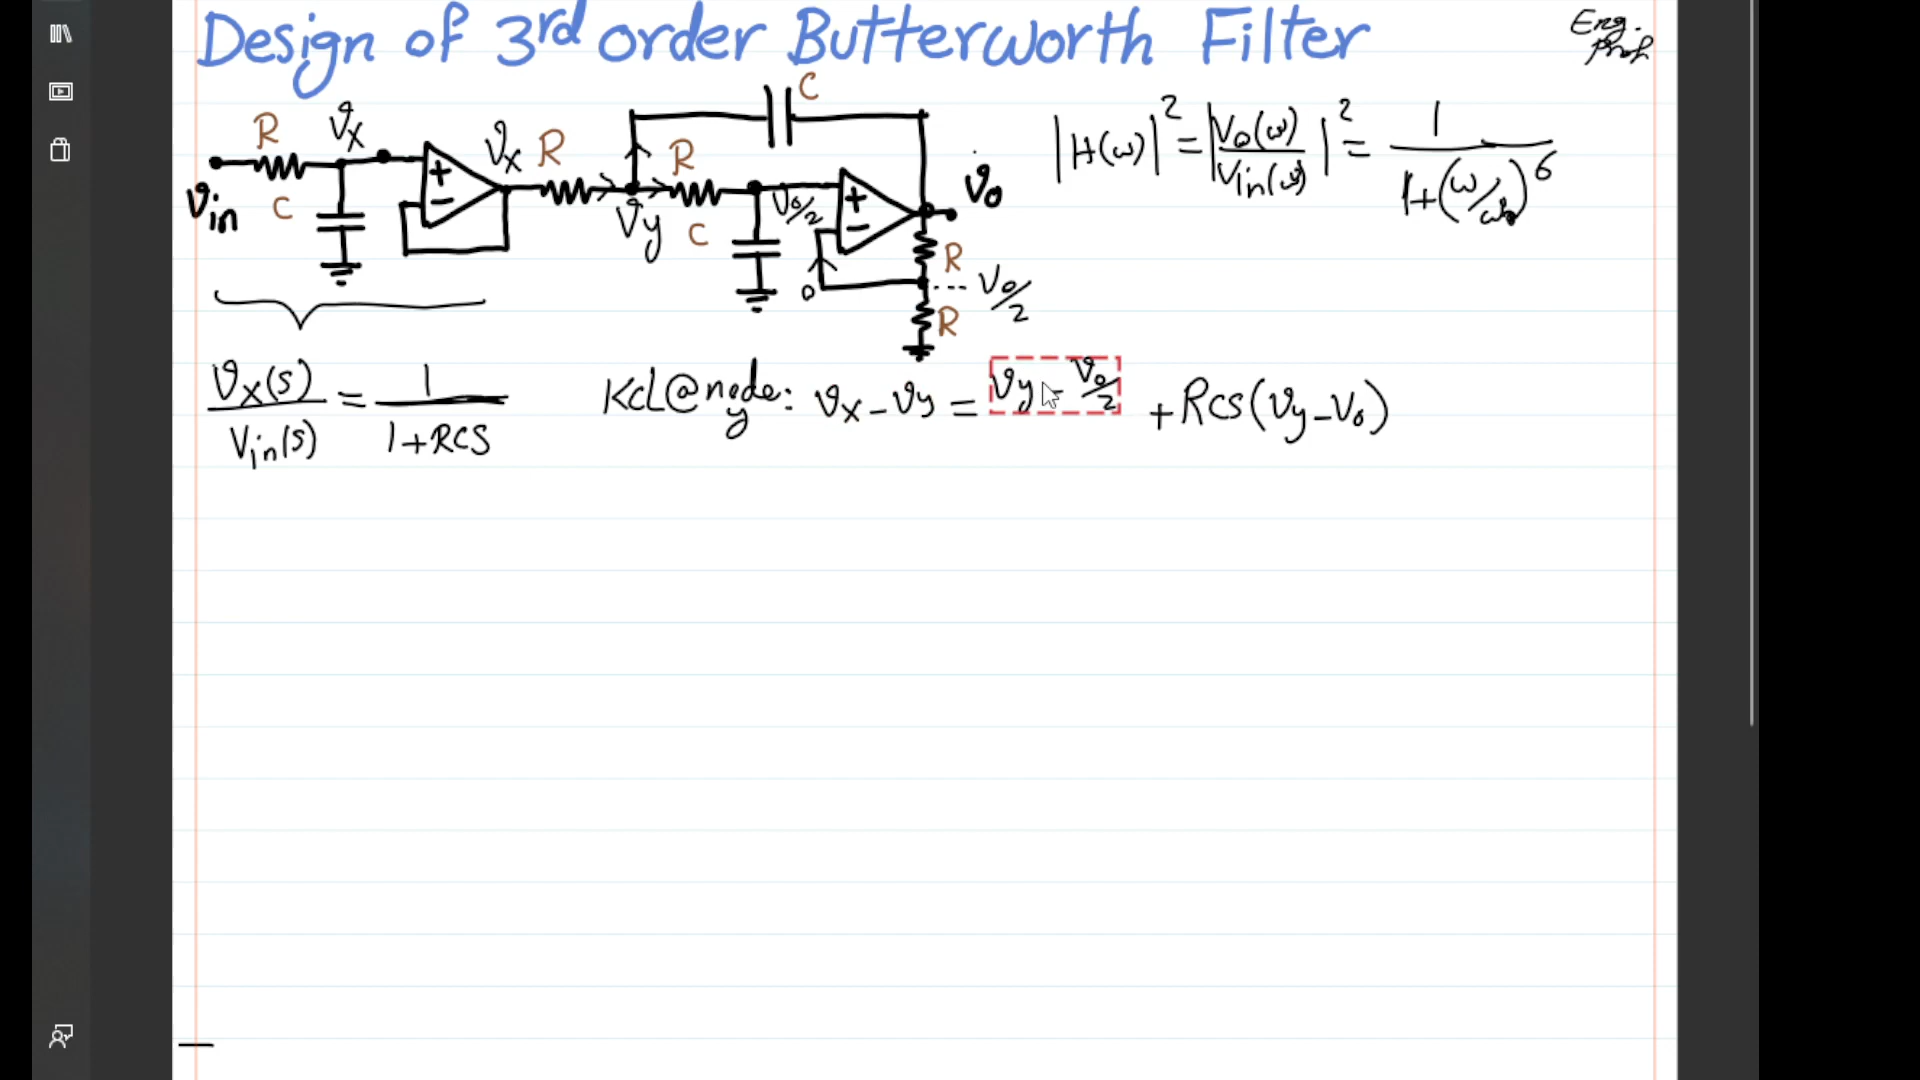 Design of 3rd order Butterworth Filter
Eng. Prof
R
Vx
C
Vin
+
-
Vx
R
Vy
R
C
C
Vo/2
+
-
Vo
R
Vo/2
R
0
|H(ω)|² = |Vo(ω)/Vin(ω)|² = 1/(1+(ω/ω₀)⁶)
Vx(s)/Vin(s) = 1/(1+RCS)
KCL@node y: Vx - Vy = Vy - Vo/2 + RCS(Vy - Vo)